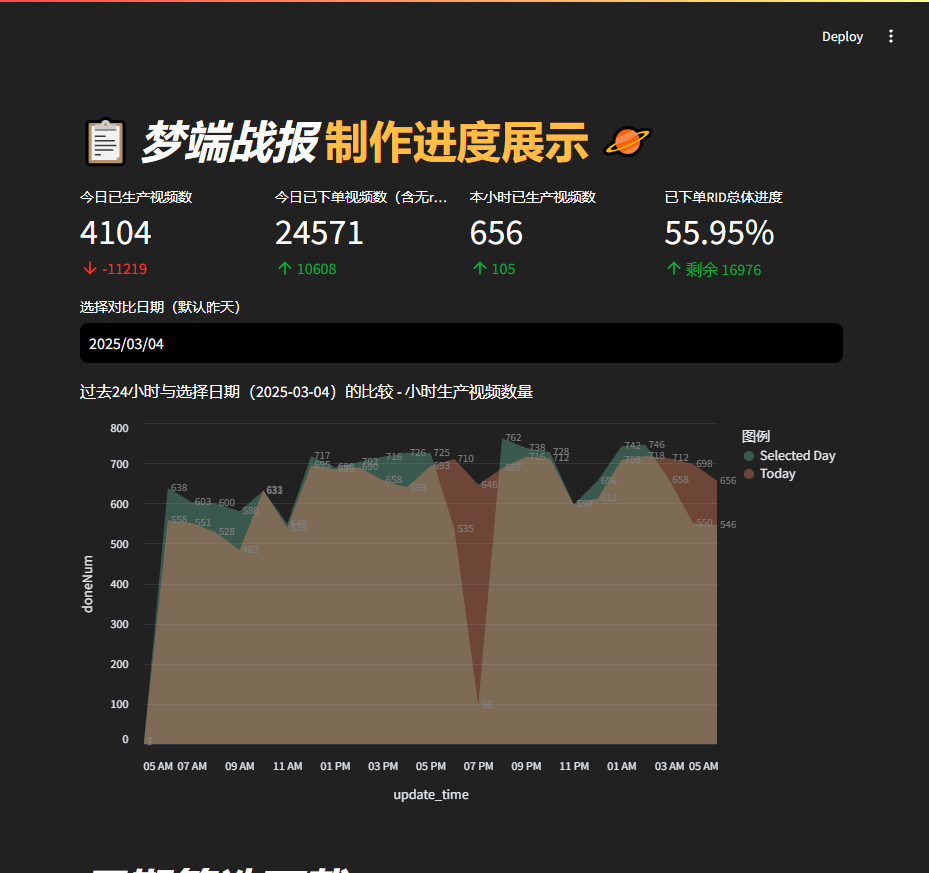 Deploy
梦端战报 制作进度展示
今日已生产视频数 今日已下单视频数（含无r... 本小时已生产视频数 已下单RID总体进度
4104 24571 656 55.95%
-11219 10608 105 剩余 16976
选择对比日期（默认昨天）
2025/03/04
过去24小时与选择日期（2025-03-04）的比较 - 小时生产视频数量
图例
Selected Day
Today
doneNum
800
700
600
500
400
300
200
100
0
762
742 746
738
717 716 726 725 728
702 710 716 712 708 718 712 698
695 690 693 687
658 639 646 658 656
638 633
603 600 597 612
580
558 551 528 535 550 546
05 AM 07 AM 09 AM 11 AM 01 PM 03 PM 05 PM 07 PM 09 PM 11 PM 01 AM 03 AM 05 AM
update_time